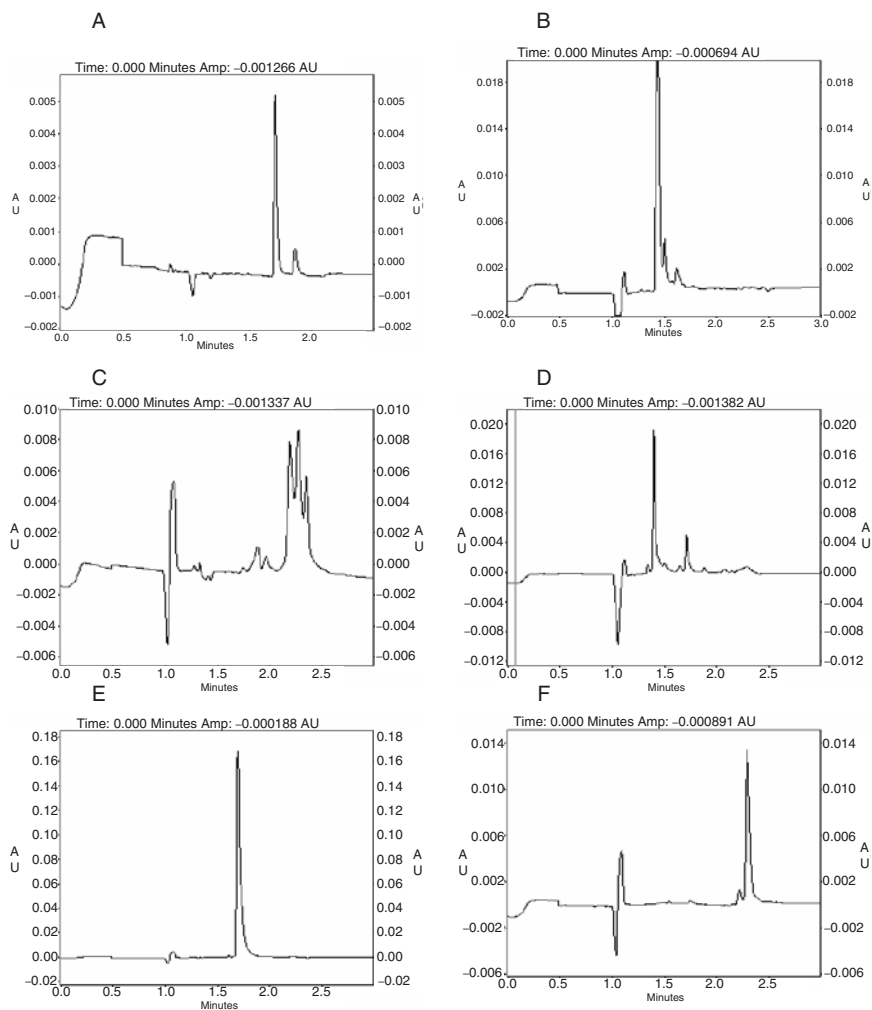 A
Time: 0.000 Minutes Amp: −0.001266 AU
0.005 0.005
0.004 0.004
0.003 0.003
0.002 0.002
A A
U U
0.001 0.001
0.000 0.000
−0.001 −0.001
−0.002 −0.002
0.0 0.5 1.0 1.5 2.0
Minutes
B
Time: 0.000 Minutes Amp: −0.000694 AU
0.018 0.018
0.014 0.014
0.010 0.010
A A
U U
0.006 0.006
0.002 0.002
−0.002 −0.002
0.0 0.5 1.0 1.5 2.0 2.5 3.0
Minutes
C
Time: 0.000 Minutes Amp: −0.001337 AU
0.010 0.010
0.008 0.008
0.006 0.006
0.004 0.004
0.002 0.002
A A
U U
0.000 0.000
−0.002 −0.002
−0.004 −0.004
−0.006 −0.006
0.0 0.5 1.0 1.5 2.0 2.5
Minutes
D
Time: 0.000 Minutes Amp: −0.001382 AU
0.020 0.020
0.016 0.016
0.012 0.012
0.008 0.008
0.004 0.004
A A
U U
0.000 0.000
−0.004 −0.004
−0.008 −0.008
−0.012 −0.012
0.0 0.5 1.0 1.5 2.0 2.5
Minutes
E
Time: 0.000 Minutes Amp: −0.000188 AU
0.18 0.18
0.16 0.16
0.14 0.14
0.12 0.12
0.10 0.10
A A
U U
0.08 0.08
0.06 0.06
0.04 0.04
0.02 0.02
0.00 0.00
−0.02 −0.02
0.0 0.5 1.0 1.5 2.0 2.5
Minutes
F
Time: 0.000 Minutes Amp: −0.000891 AU
0.014 0.014
0.010 0.010
0.006 0.006
A A
U U
0.002 0.002
−0.002 −0.002
−0.006 −0.006
0.0 0.5 1.0 1.5 2.0 2.5
Minutes